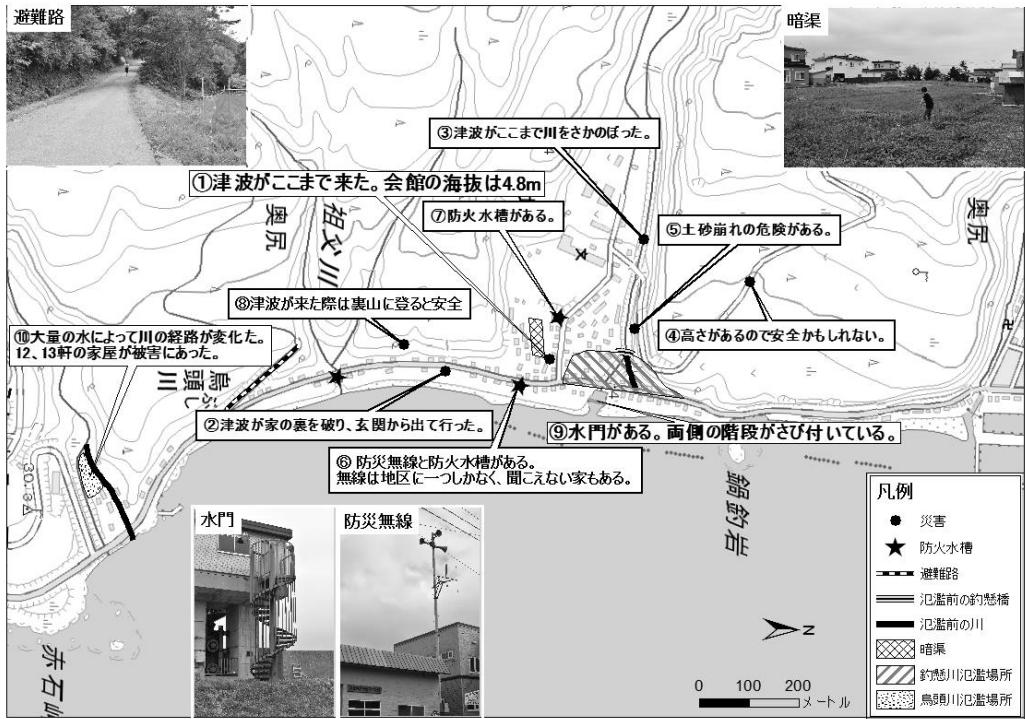 避難路
暗渠
③津波がここまで川をさかのぼった。
①津波がここまで来た。会館の海抜は4.8m
⑦防火水槽がある。
⑤土砂崩れの危険がある。
奥尻
祖父川
奥尻
⑧津波が来た際は裏山に登ると安全
④高さがあるので安全かもしれない。
⑩大量の水によって川の経路が変化した。
12、13軒の家屋が被害にあった。
烏頭川
②津波が家の裏を破り、玄関から出て行った。
⑨水門がある。両側の階段がさび付いている。
⑥防災無線と防火水槽がある。
無線は地区に一つしかなく、聞こえない家もある。
鍋釣岩
赤石岬
水門
防災無線
凡例
災害
防火水槽
避難路
氾濫前の釣懸橋
氾濫前の川
暗渠
釣懸川氾濫場所
烏頭川氾濫場所
N
0 100 200
メートル